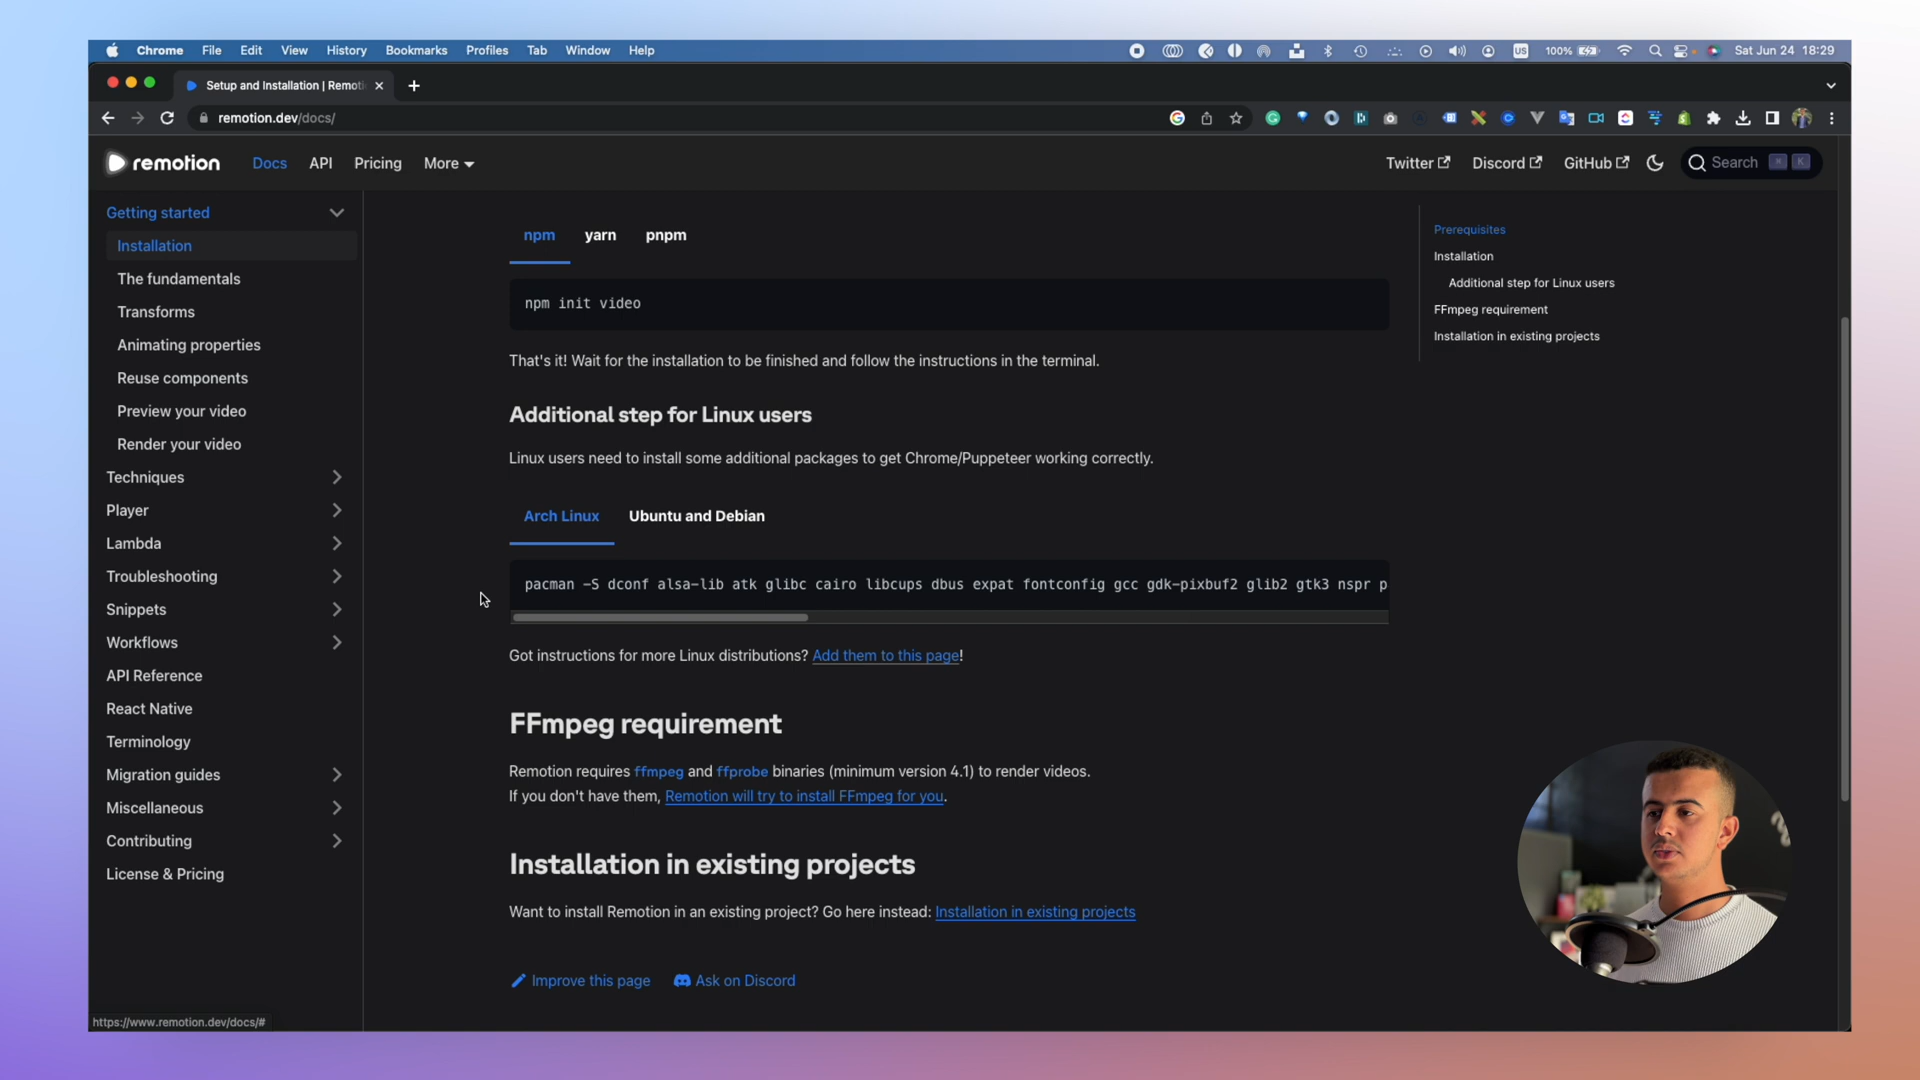 Chrome File Edit View History Bookmarks Profiles Tab Window Help
US 100% Sat Jun 24 18:29
Setup and Installation | Remoti
remotion.dev/docs/
remotion Docs API Pricing More Twitter Discord GitHub Search K
Getting started
Installation
The fundamentals
Transforms
Animating properties
Reuse components
Preview your video
Render your video
Techniques
Player
Lambda
Troubleshooting
Snippets
Workflows
API Reference
React Native
Terminology
Migration guides
Miscellaneous
Contributing
License & Pricing
npm yarn pnpm
npm init video
That's it! Wait for the installation to be finished and follow the instructions in the terminal.
Additional step for Linux users
Linux users need to install some additional packages to get Chrome/Puppeteer working correctly.
Arch Linux Ubuntu and Debian
pacman -S dconf alsa-lib atk glibc cairo libcups dbus expat fontconfig gcc gdk-pixbuf2 glib2 gtk3 nspr p
Got instructions for more Linux distributions? Add them to this page!
FFmpeg requirement
Remotion requires ffmpeg and ffprobe binaries (minimum version 4.1) to render videos.
If you don't have them, Remotion will try to install FFmpeg for you.
Installation in existing projects
Want to install Remotion in an existing project? Go here instead: Installation in existing projects
Improve this page Ask on Discord
Prerequisites
Installation
Additional step for Linux users
FFmpeg requirement
Installation in existing projects
https://www.remotion.dev/docs/#